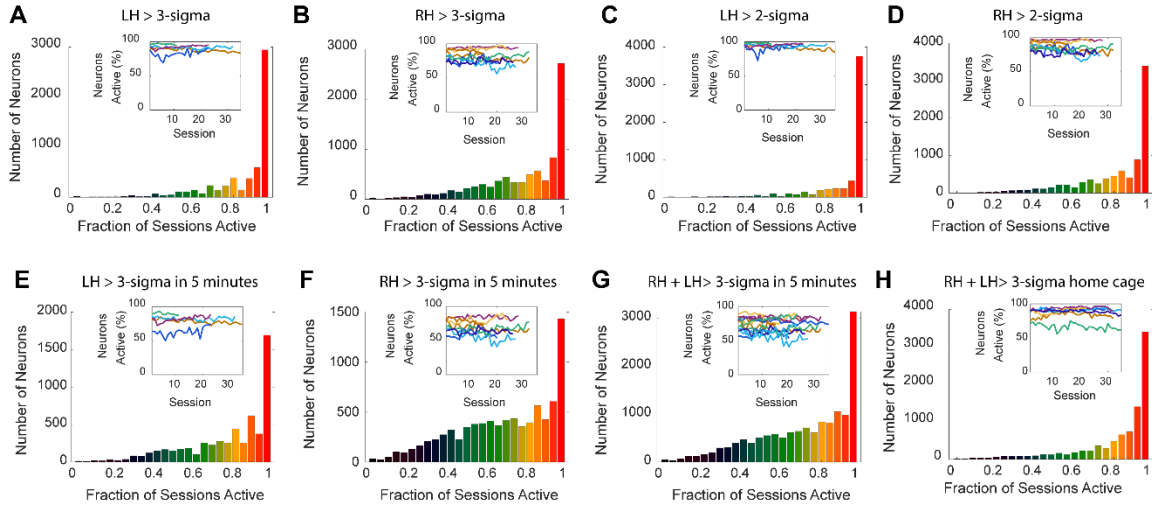 A
LH > 3-sigma
3000
2000
1000
0
Number of Neurons
0
0.2
0.4
0.6
0.8
1
Fraction of Sessions Active
100
50
0
Neurons
Active (%)
10
20
30
Session
B
RH > 3-sigma
3000
2000
1000
0
Number of Neurons
0
0.2
0.4
0.6
0.8
1
Fraction of Sessions Active
100
50
0
Neurons
Active (%)
10
20
30
Session
C
LH > 2-sigma
4000
3000
2000
1000
0
Number of Neurons
0
0.2
0.4
0.6
0.8
1
Fraction of Sessions Active
100
50
0
Neurons
Active (%)
10
20
30
Session
D
RH > 2-sigma
4000
3000
2000
1000
0
Number of Neurons
0
0.2
0.4
0.6
0.8
1
Fraction of Sessions Active
100
50
0
Neurons
Active (%)
10
20
30
Session
E
LH > 3-sigma in 5 minutes
2000
1500
1000
500
0
Number of Neurons
0
0.2
0.4
0.6
0.8
1
Fraction of Sessions Active
100
50
0
Neurons
Active (%)
10
20
30
Session
F
RH > 3-sigma in 5 minutes
1500
1000
500
0
Number of Neurons
0
0.2
0.4
0.6
0.8
1
Fraction of Sessions Active
100
50
0
Neurons
Active (%)
10
20
30
Session
G
RH + LH> 3-sigma in 5 minutes
3000
2000
1000
0
Number of Neurons
0
0.2
0.4
0.6
0.8
1
Fraction of Sessions Active
100
50
0
Neurons
Active (%)
10
20
30
Session
H
RH + LH> 3-sigma home cage
4000
3000
2000
1000
0
Number of Neurons
0
0.2
0.4
0.6
0.8
1
Fraction of Sessions Active
100
50
0
Neurons
Active (%)
10
20
30
Session